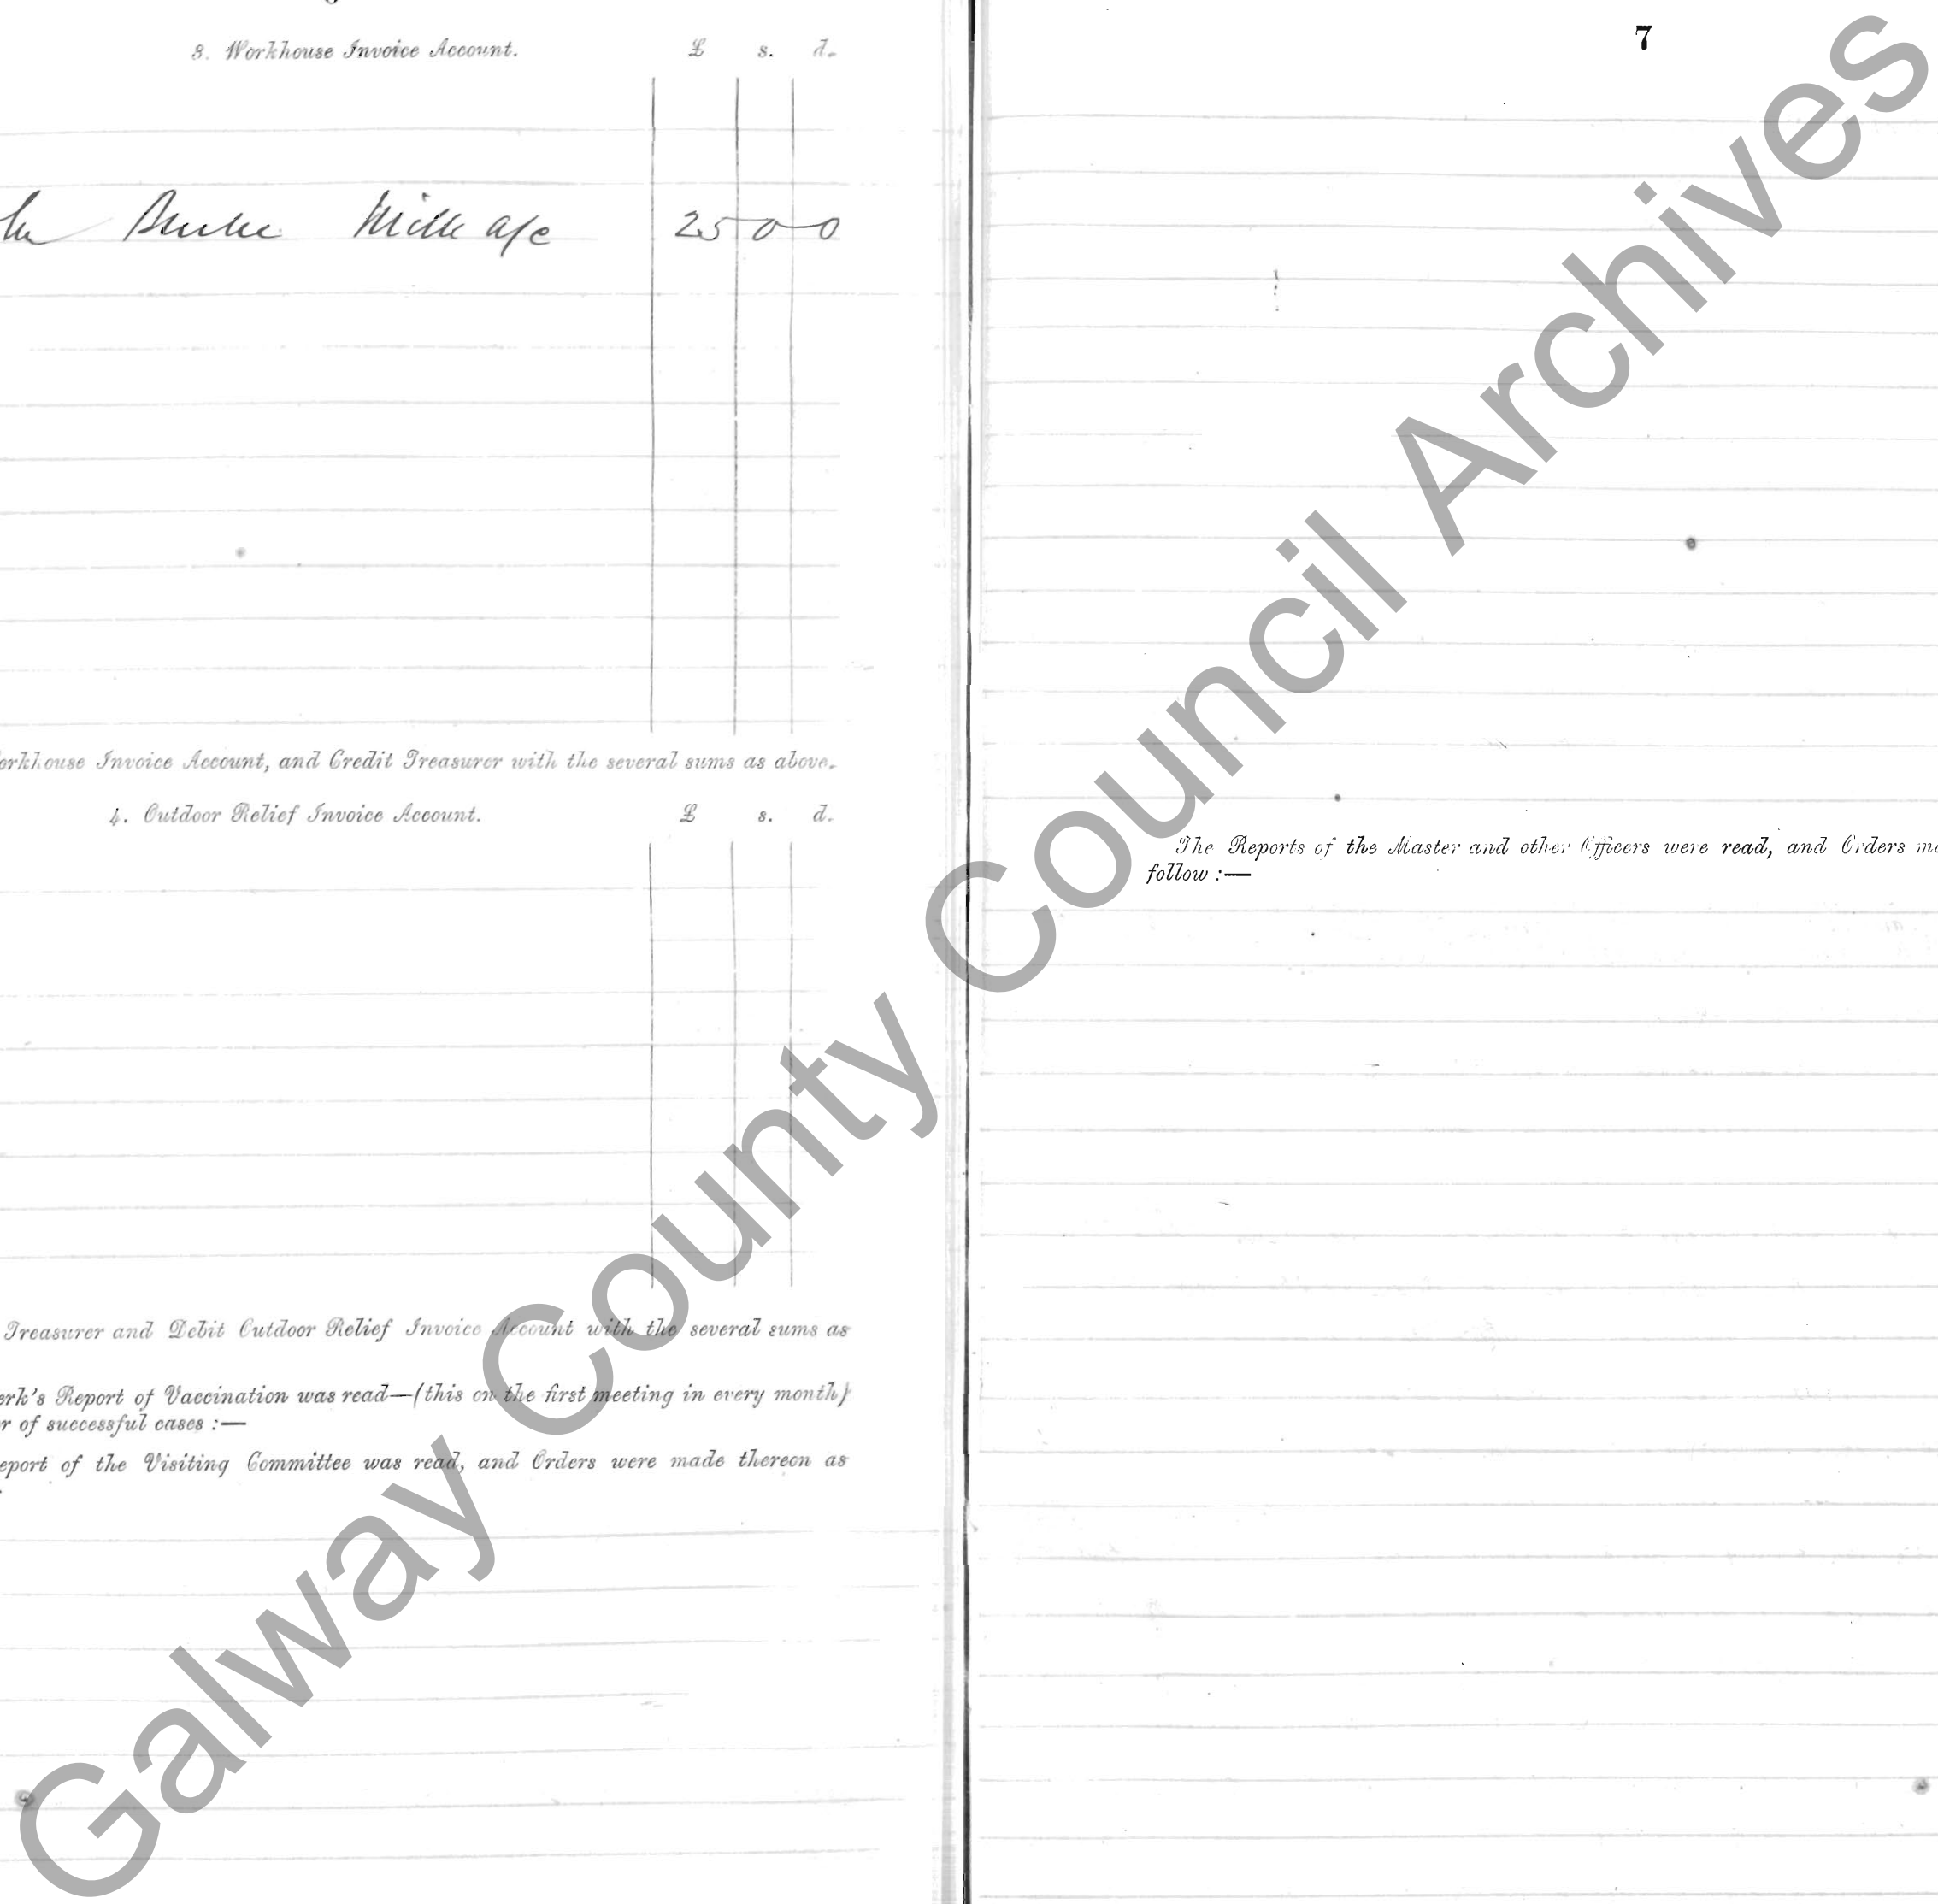 3. Workhouse Invoice Account. £ s. d.
Burke Milk a/c 25 0 0
orkhouse Invoice Account, and Credit Treasurer with the several sums as above.
4. Outdoor Relief Invoice Account. £ s. d.
Treasurer and Debit Outdoor Relief Invoice Account with the several sums as
erk's Report of Vaccination was read—(this on the first meeting in every month)
r of successful cases :—
eport of the Visiting Committee was read, and Orders were made thereon as
7
The Reports of the Master and other Officers were read, and Orders ma
follow :—
Galway County Council Archives